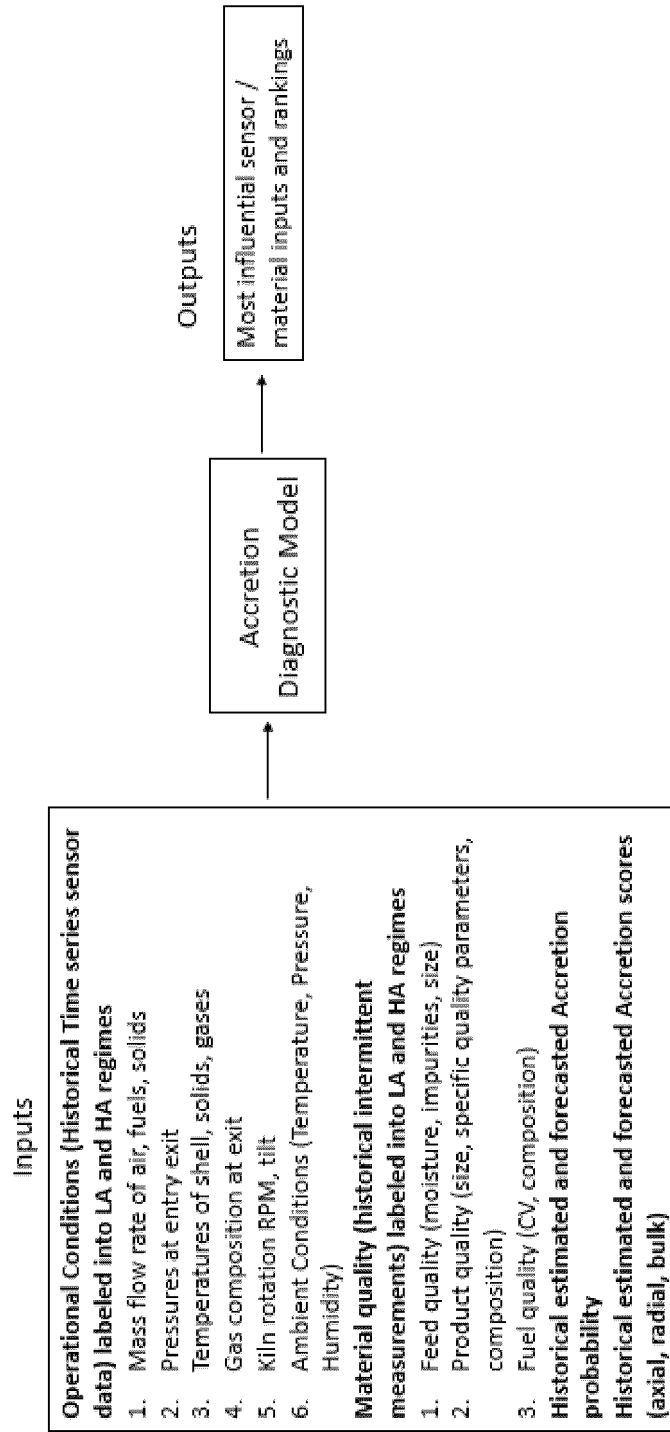 Inputs
Operational Conditions (Historical Time series sensor
data) labeled into LA and HA regimes
1. Mass flow rate of air, fuels, solids
2. Pressures at entry exit
3. Temperatures of shell, solids, gases
4. Gas composition at exit
5. Kiln rotation RPM, tilt
6. Ambient Conditions (Temperature, Pressure,
Humidity)
Material quality (historical intermittent
measurements) labeled into LA and HA regimes
1. Feed quality (moisture, impurities, size)
2. Product quality (size, specific quality parameters,
composition)
3. Fuel quality (CV, composition)
Historical estimated and forecasted Accretion
probability
Historical estimated and forecasted Accretion scores
(axial, radial, bulk)
Accretion
Diagnostic Model
Outputs
Most influential sensor /
material inputs and rankings